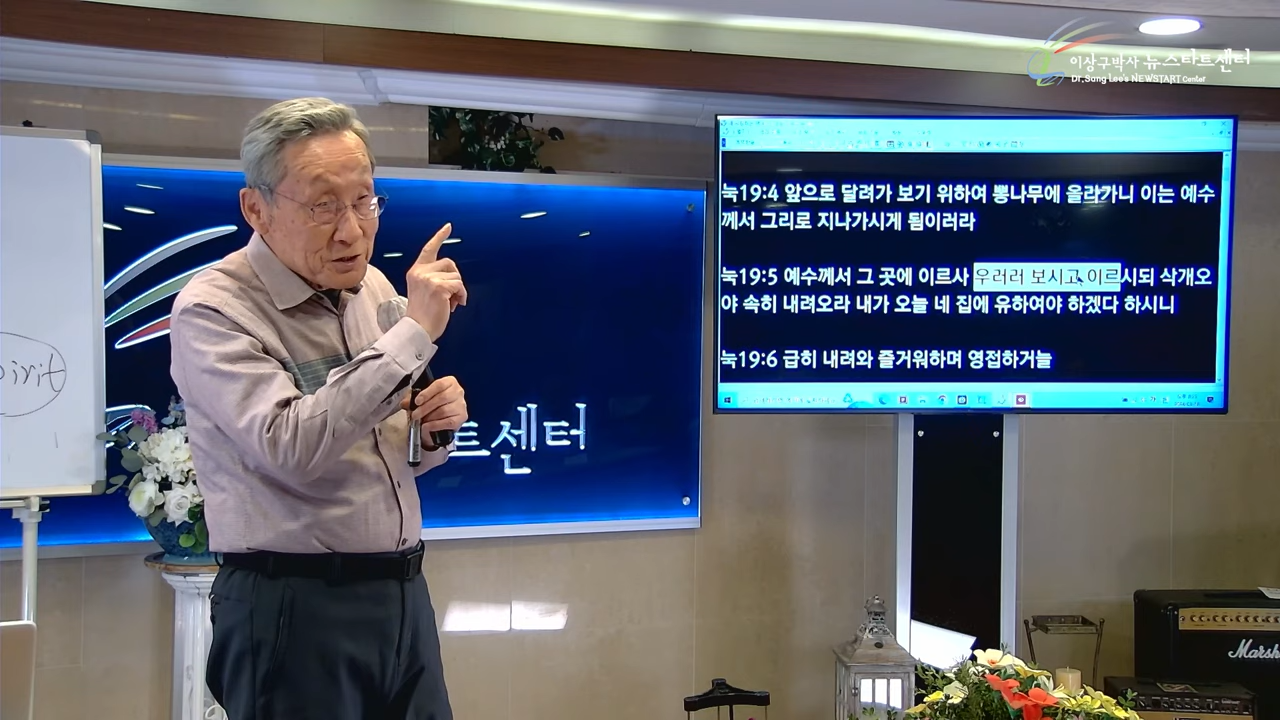 이상구박사 뉴스타트센터
Dr. Sang Lee's NEWSTART Center
눅19:4 앞으로 달려가 보기 위하여 뽕나무에 올라가니 이는 예수
께서 그리로 지나가시게 됨이러라
눅19:5 예수께서 그 곳에 이르사 우러러 보시고 이르시되 삭개오
야 속히 내려오라 내가 오늘 네 집에 유하여야 하겠다 하시니
눅19:6 급히 내려와 즐거워하며 영접하거늘
트센터
Marsh